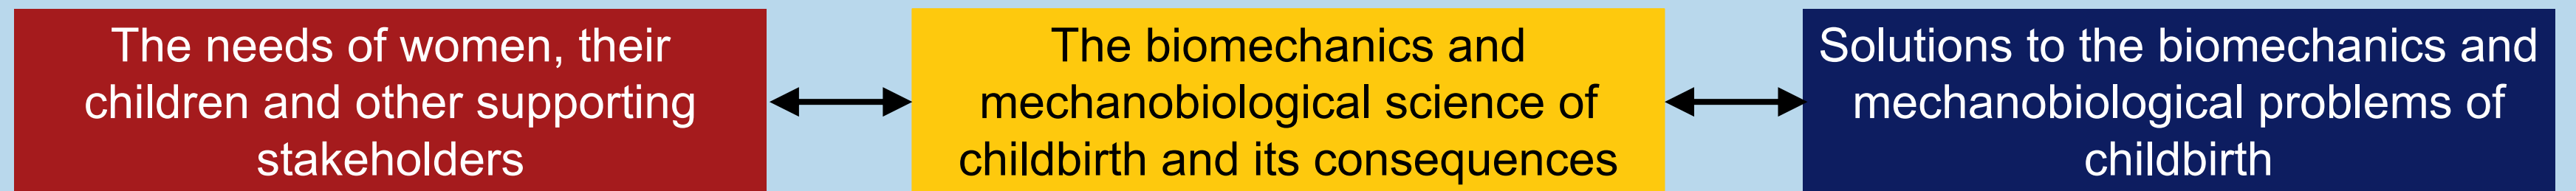 The needs of women, their
children and other supporting
stakeholders
The biomechanics and
mechanobiological science of
childbirth and its consequences
Solutions to the biomechanics and
mechanobiological problems of
childbirth